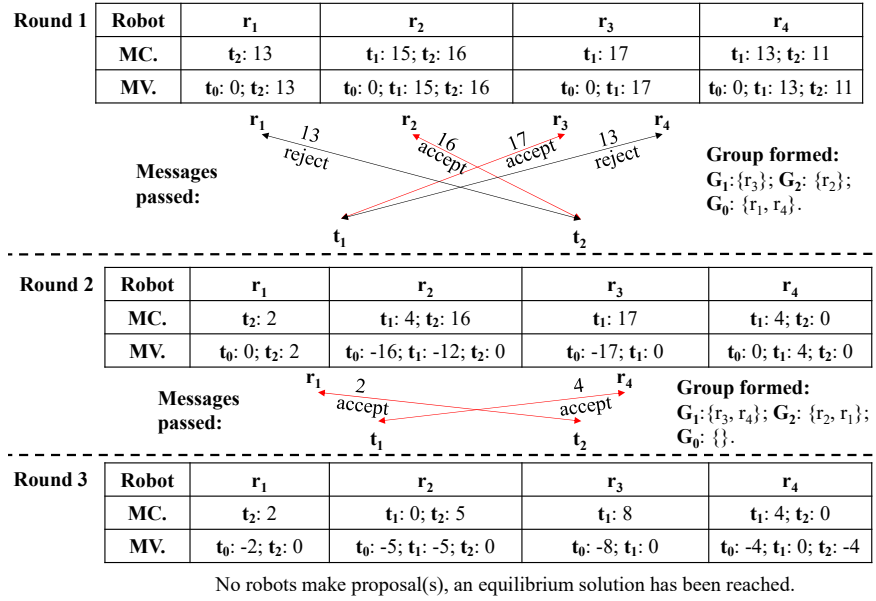 Round 1 Robot r1 r2 r3 r4
MC. t2: 13 t1: 15; t2: 16 t1: 17 t1: 13; t2: 11
MV. t0: 0; t2: 13 t0: 0; t1: 15; t2: 16 t0: 0; t1: 17 t0: 0; t1: 13; t2: 11
r1 r2 r3 r4
13 16 17 13
reject accept accept reject
Messages
passed:
Group formed:
G1:{r3}; G2: {r2};
G0: {r1, r4}.
t1 t2
Round 2 Robot r1 r2 r3 r4
MC. t2: 2 t1: 4; t2: 16 t1: 17 t1: 4; t2: 0
MV. t0: 0; t2: 2 t0: -16; t1: -12; t2: 0 t0: -17; t1: 0 t0: 0; t1: 4; t2: 0
r1 r4
2 4
accept accept
Messages
passed:
Group formed:
G1:{r3, r4}; G2: {r2, r1};
G0: {}.
t1 t2
Round 3 Robot r1 r2 r3 r4
MC. t2: 2 t1: 0; t2: 5 t1: 8 t1: 4; t2: 0
MV. t0: -2; t2: 0 t0: -5; t1: -5; t2: 0 t0: -8; t1: 0 t0: -4; t1: 0; t2: -4
No robots make proposal(s), an equilibrium solution has been reached.